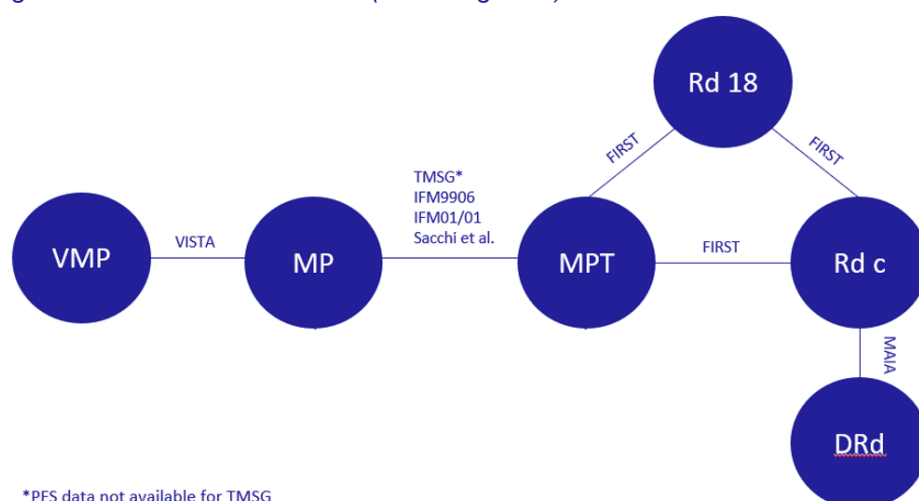 Rd 18
FIRST
FIRST
TMSG*
IFM9906
IFM01/01
Sacchi et al.
VMP
VISTA
MP
MPT
FIRST
Rd c
MAIA
DRd
*PFS data not available for TMSG